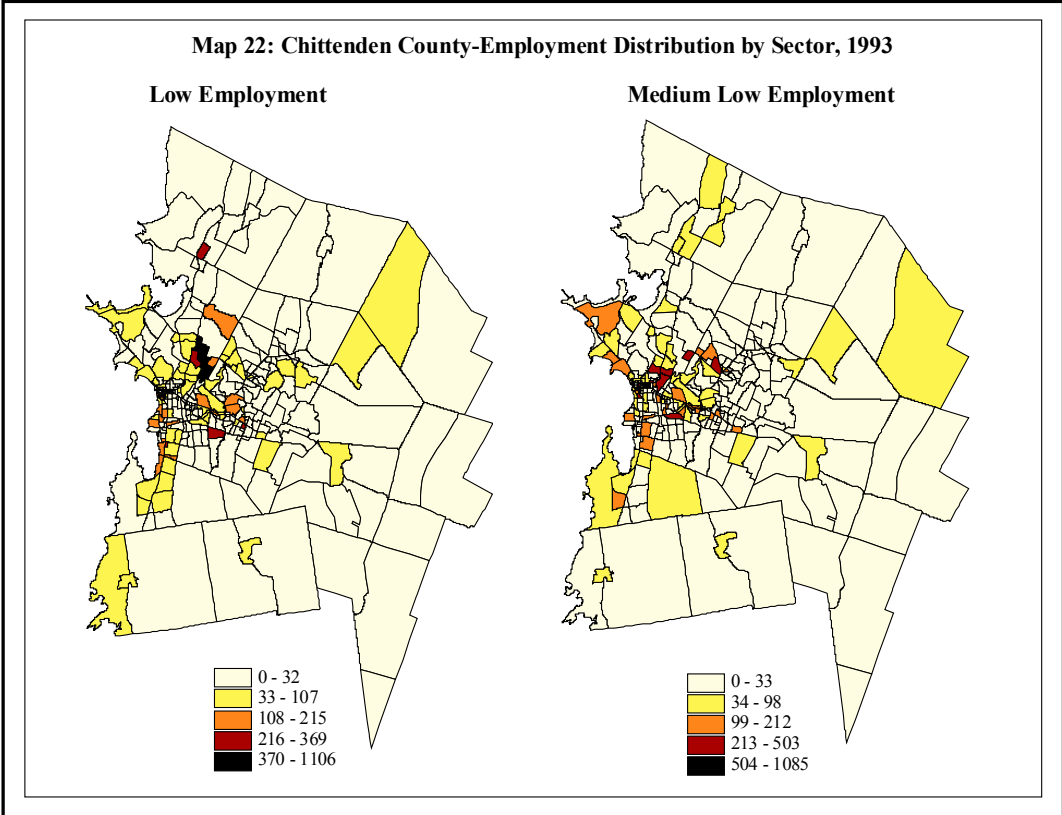 Map 22: Chittenden County-Employment Distribution by Sector, 1993
Low Employment
Medium Low Employment
0 - 32
33 - 107
108 - 215
216 - 369
370 - 1106
0 - 33
34 - 98
99 - 212
213 - 503
504 - 1085